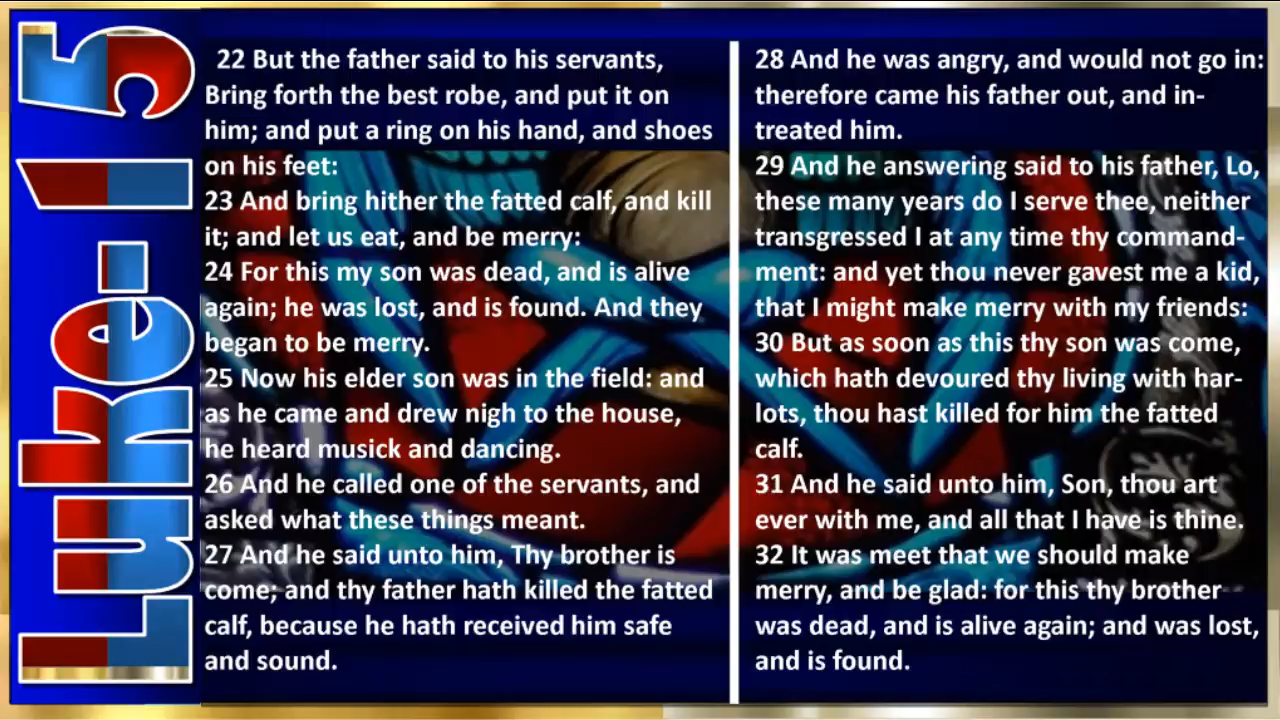 Luke-15
22 But the father said to his servants,
Bring forth the best robe, and put it on
him; and put a ring on his hand, and shoes
on his feet:
23 And bring hither the fatted calf, and kill
it; and let us eat, and be merry:
24 For this my son was dead, and is alive
again; he was lost, and is found. And they
began to be merry.
25 Now his elder son was in the field: and
as he came and drew nigh to the house,
he heard musick and dancing.
26 And he called one of the servants, and
asked what these things meant.
27 And he said unto him, Thy brother is
come; and thy father hath killed the fatted
calf, because he hath received him safe
and sound.
28 And he was angry, and would not go in:
therefore came his father out, and in-
treated him.
29 And he answering said to his father, Lo,
these many years do I serve thee, neither
transgressed I at any time thy command-
ment: and yet thou never gavest me a kid,
that I might make merry with my friends:
30 But as soon as this thy son was come,
which hath devoured thy living with har-
lots, thou hast killed for him the fatted
calf.
31 And he said unto him, Son, thou art
ever with me, and all that I have is thine.
32 It was meet that we should make
merry, and be glad: for this thy brother
was dead, and is alive again; and was lost,
and is found.